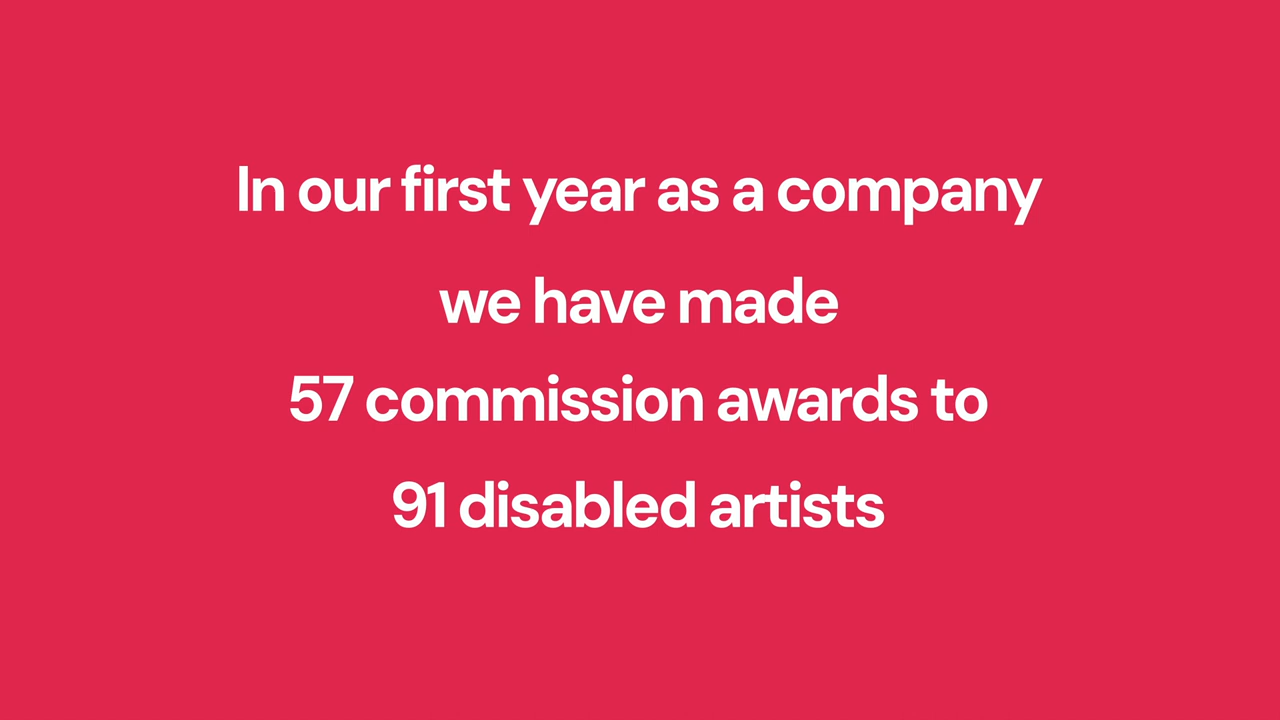 In our first year as a company
we have made
57 commission awards to
91 disabled artists